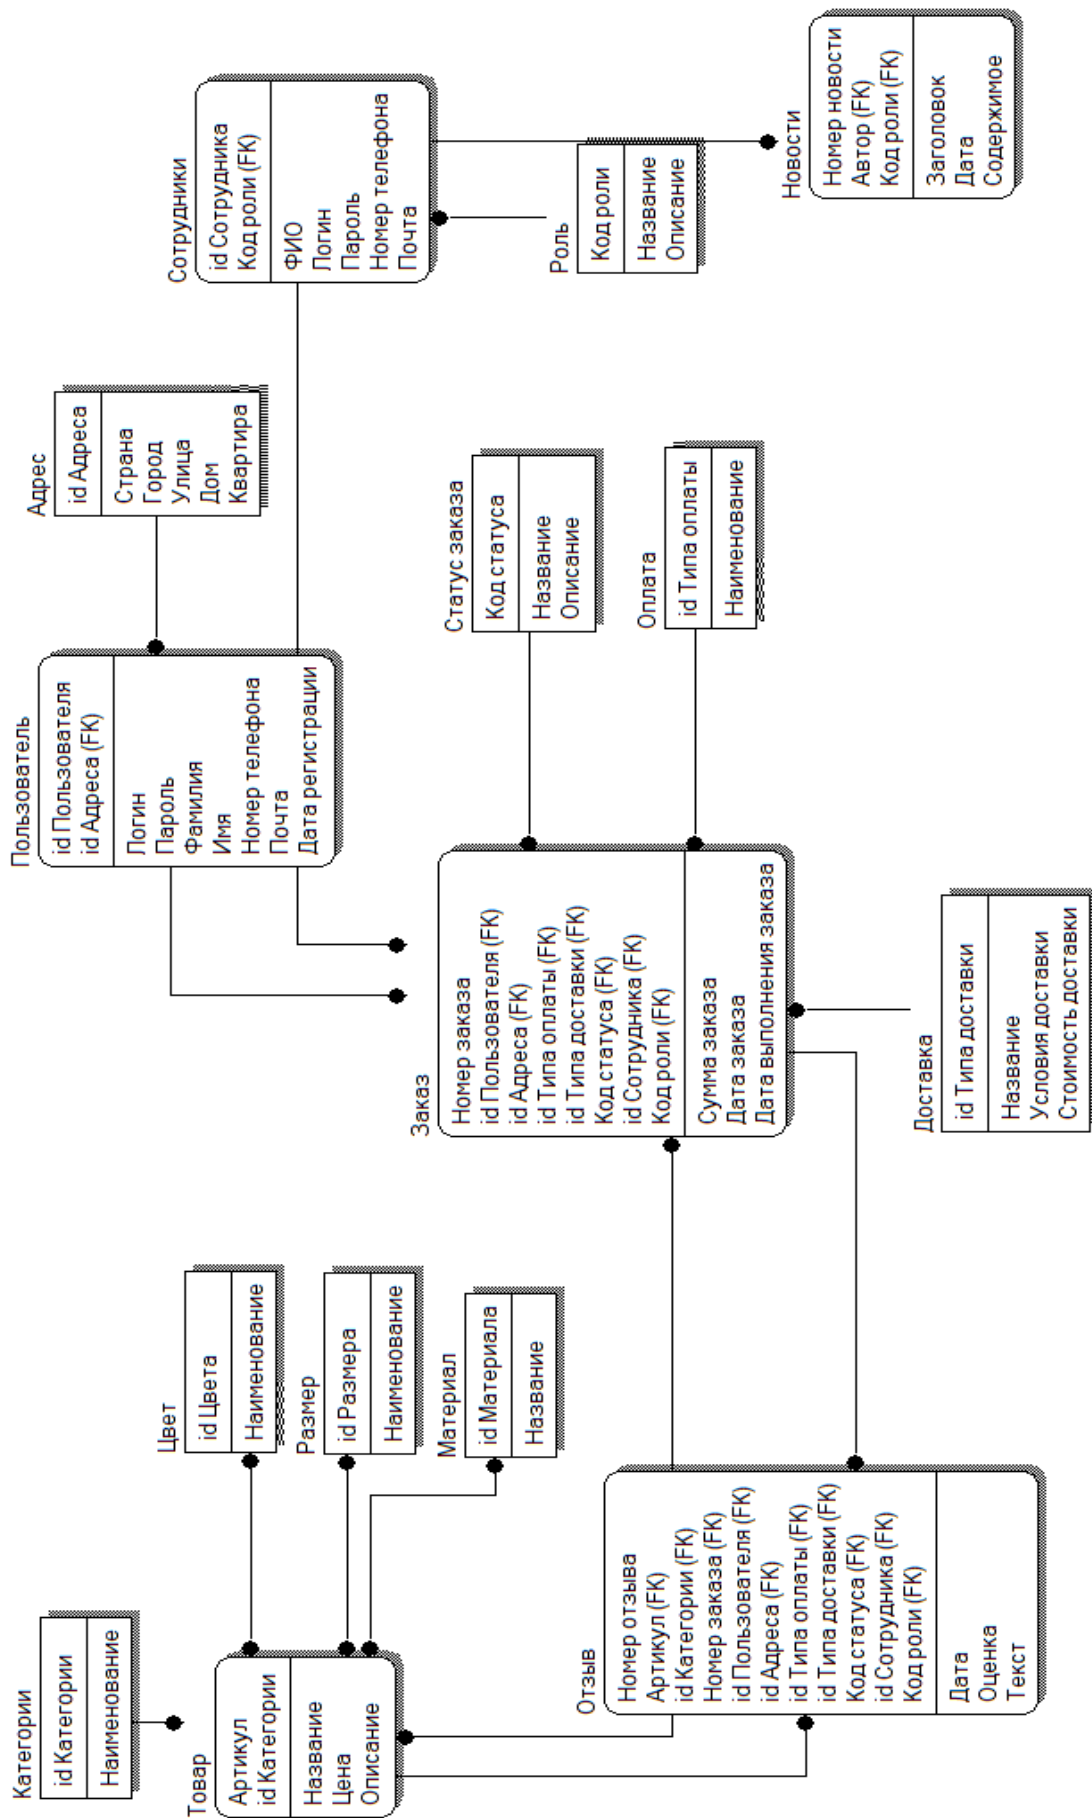 Категории
id Категории
Наименование
Товар
Артикул
id Категории
Название
Цена
Описание
Цвет
id Цвета
Наименование
Размер
id Размера
Наименование
Материал
id Материала
Название
Отзыв
Номер отзыва
Артикул (FK)
id Категории (FK)
Номер заказа (FK)
id Пользователя (FK)
id Адреса (FK)
id Типа оплаты (FK)
id Типа доставки (FK)
Код статуса (FK)
id Сотрудника (FK)
Код роли (FK)
Дата
Оценка
Текст
Пользователь
id Пользователя
id Адреса (FK)
Логин
Пароль
Фамилия
Имя
Номер телефона
Почта
Дата регистрации
Заказ
Номер заказа
id Пользователя (FK)
id Адреса (FK)
id Типа оплаты (FK)
id Типа доставки (FK)
Код статуса (FK)
id Сотрудника (FK)
Код роли (FK)
Сумма заказа
Дата заказа
Дата выполнения заказа
Доставка
id Типа доставки
Название
Условия доставки
Стоимость доставки
Адрес
id Адреса
Страна
Город
Улица
Дом
Квартира
Статус заказа
Код статуса
Название
Описание
Оплата
id Типа оплаты
Наименование
Сотрудники
id Сотрудника
Код роли (FK)
ФИО
Логин
Пароль
Номер телефона
Почта
Роль
Код роли
Название
Описание
Новости
Номер новости
Автор (FK)
Код роли (FK)
Заголовок
Дата
Содержимое